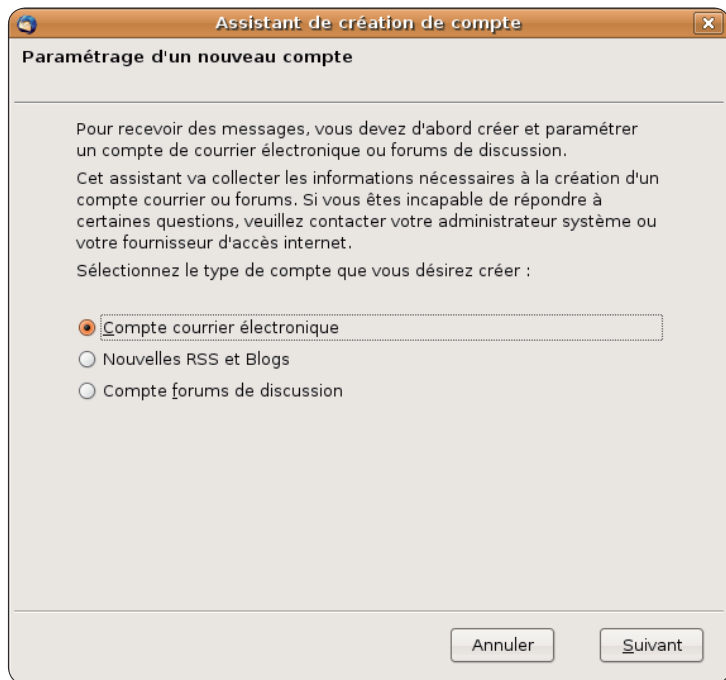 Assistant de création de compte
Paramétrage d'un nouveau compte
Pour recevoir des messages, vous devez d'abord créer et paramétrer
un compte de courrier électronique ou forums de discussion.
Cet assistant va collecter les informations nécessaires à la création d'un
compte courrier ou forums. Si vous êtes incapable de répondre à
certaines questions, veuillez contacter votre administrateur système ou
votre fournisseur d'accès internet.
Sélectionnez le type de compte que vous désirez créer :
Compte courrier électronique
Nouvelles RSS et Blogs
Compte forums de discussion
Annuler
Suivant